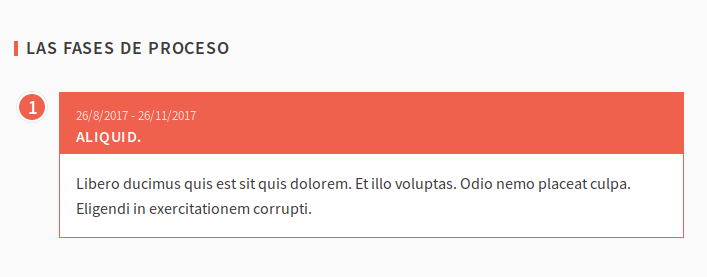 LAS FASES DE PROCESO
1
26/8/2017 - 26/11/2017
ALIQUID.
Libero ducimus quis est sit quis dolorem. Et illo voluptas. Odio nemo placeat culpa.
Eligendi in exercitationem corrupti.